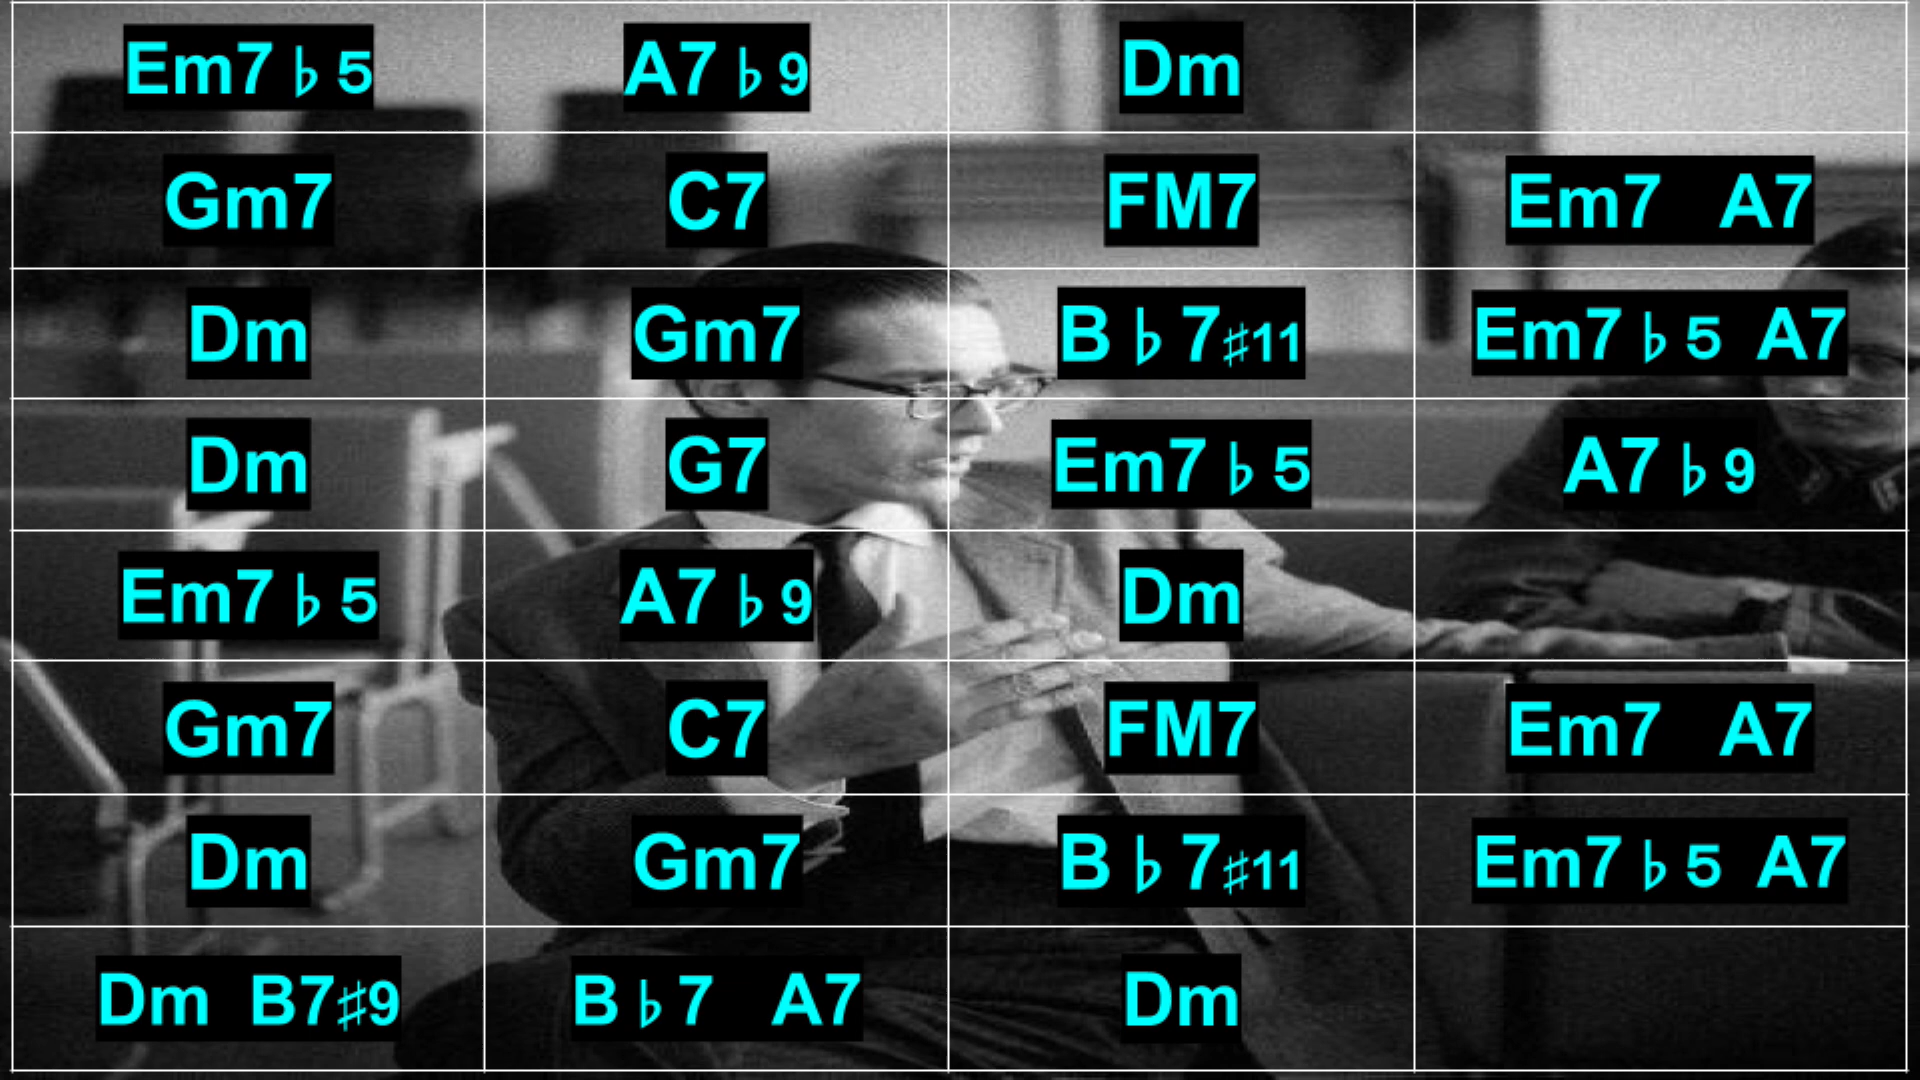 Em7♭5 A7♭9 Dm
Gm7 C7 FM7 Em7 A7
Dm Gm7 B♭7♯11 Em7♭5 A7
Dm G7 Em7♭5 A7♭9
Em7♭5 A7♭9 Dm
Gm7 C7 FM7 Em7 A7
Dm Gm7 B♭7♯11 Em7♭5 A7
Dm B7♯9 B♭7 A7 Dm